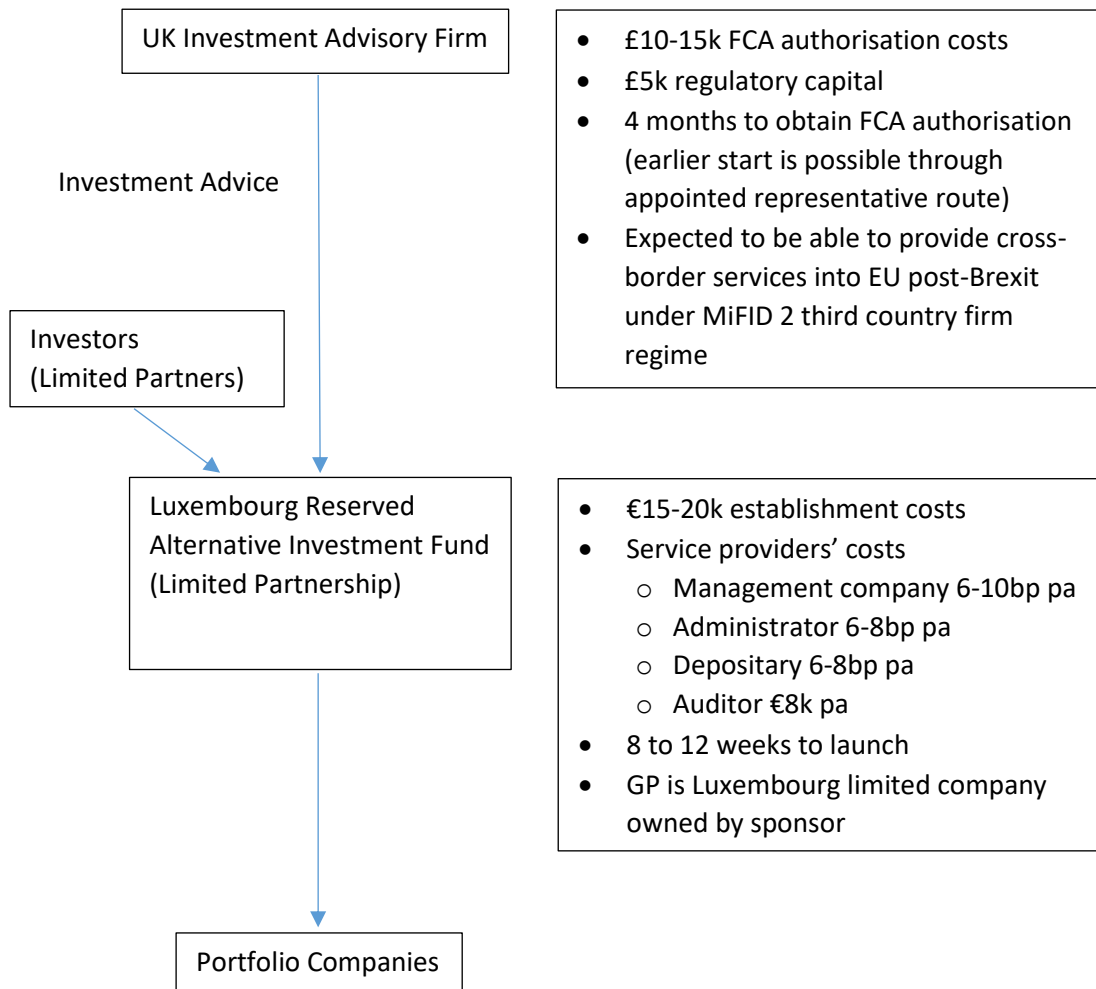 UK Investment Advisory Firm
• £10-15k FCA authorisation costs
• £5k regulatory capital
• 4 months to obtain FCA authorisation
(earlier start is possible through
appointed representative route)
• Expected to be able to provide cross-
border services into EU post-Brexit
under MiFID 2 third country firm
regime
Investment Advice
Investors
(Limited Partners)
Luxembourg Reserved
Alternative Investment Fund
(Limited Partnership)
• €15-20k establishment costs
• Service providers’ costs
o Management company 6-10bp pa
o Administrator 6-8bp pa
o Depositary 6-8bp pa
o Auditor €8k pa
• 8 to 12 weeks to launch
• GP is Luxembourg limited company
owned by sponsor
Portfolio Companies